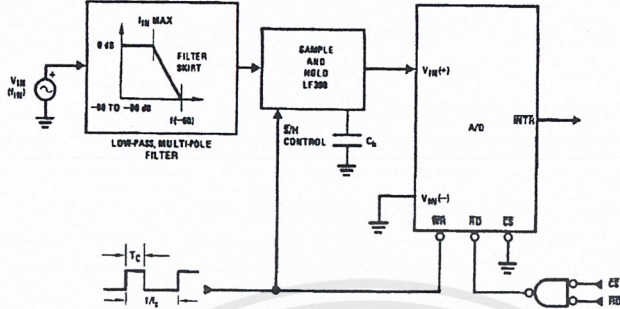 fIN MAX
0 dB
FILTER
SKIRT
VIN
(fIN)
+
−60 TO −80 dB
f(−60)
LOW-PASS, MULTI-POLE
FILTER
SAMPLE
AND
HOLD
LF398
S/H
CONTROL
Ch
VIN(+)
A/D
INTR
VIN(−)
WR
RD
CS
TC
1/fs
CS
RD